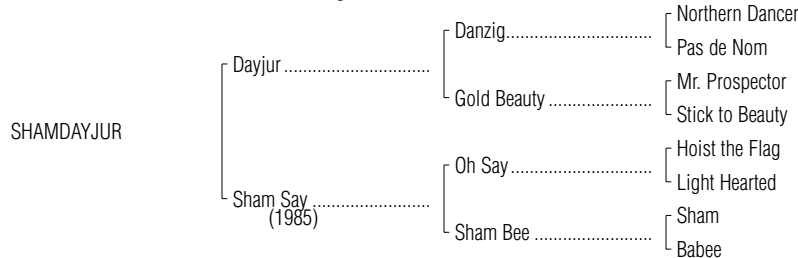 Northern Dancer
Danzig..............................
Pas de Nom
Dayjur ..............................
Mr. Prospector
Gold Beauty .....................
Stick to Beauty
SHAMDAYJUR
Hoist the Flag
Oh Say.............................
Light Hearted
Sham Say ........................
(1985)
Sham
Sham Bee ........................
Babee